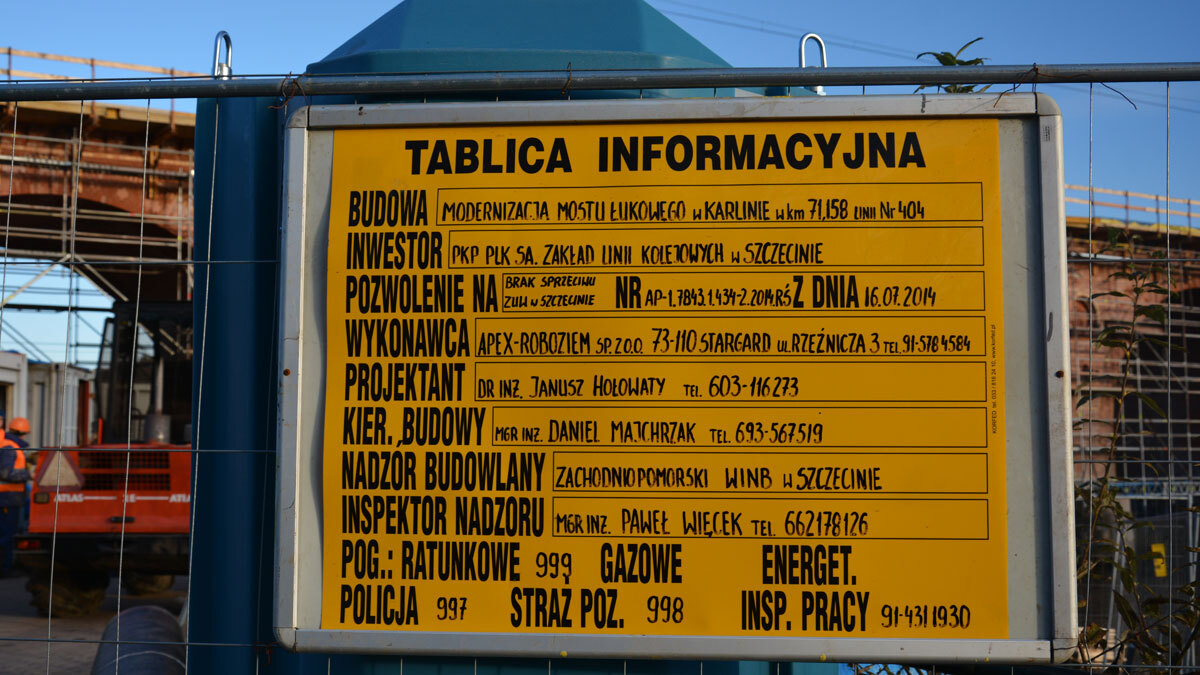 TABLICA INFORMACYJNA
BUDOWA MODERNIZACJA MOSTU ŁUKOWEGO W KARLINIE W km 71,158 LINII Nr 404
INWESTOR PKP PLK SA. ZAKŁAD LINII KOLEJOWYCH W SZCZECINIE
POZWOLENIE NA BRAK SPRZECIWU ZUW W SZCZECINIE NR AP-1.7843.1.434-2.2014.RŚ Z DNIA 16.07.2014
WYKONAWCA APEX-ROBOZIEM SP. Z O.O. 73-110 STARGARD UL. RZEŹNICZA 3 TEL. 91-578 4584
PROJEKTANT DR INŻ. JANUSZ HOŁOWATY TEL. 603-116273
KIER. BUDOWY MGR INŻ. DANIEL MAJCHRZAK TEL. 693-567519
NADZÓR BUDOWLANY ZACHODNIOPOMORSKI WINB W SZCZECINIE
INSPEKTOR NADZORU MGR INŻ. PAWEŁ WIĘCEK TEL. 662178126
POG.: RATUNKOWE 999 GAZOWE ENERGET.
POLICJA 997 STRAŻ POZ. 998 INSP. PRACY 91-431 1930
ATLAS
ATLAS